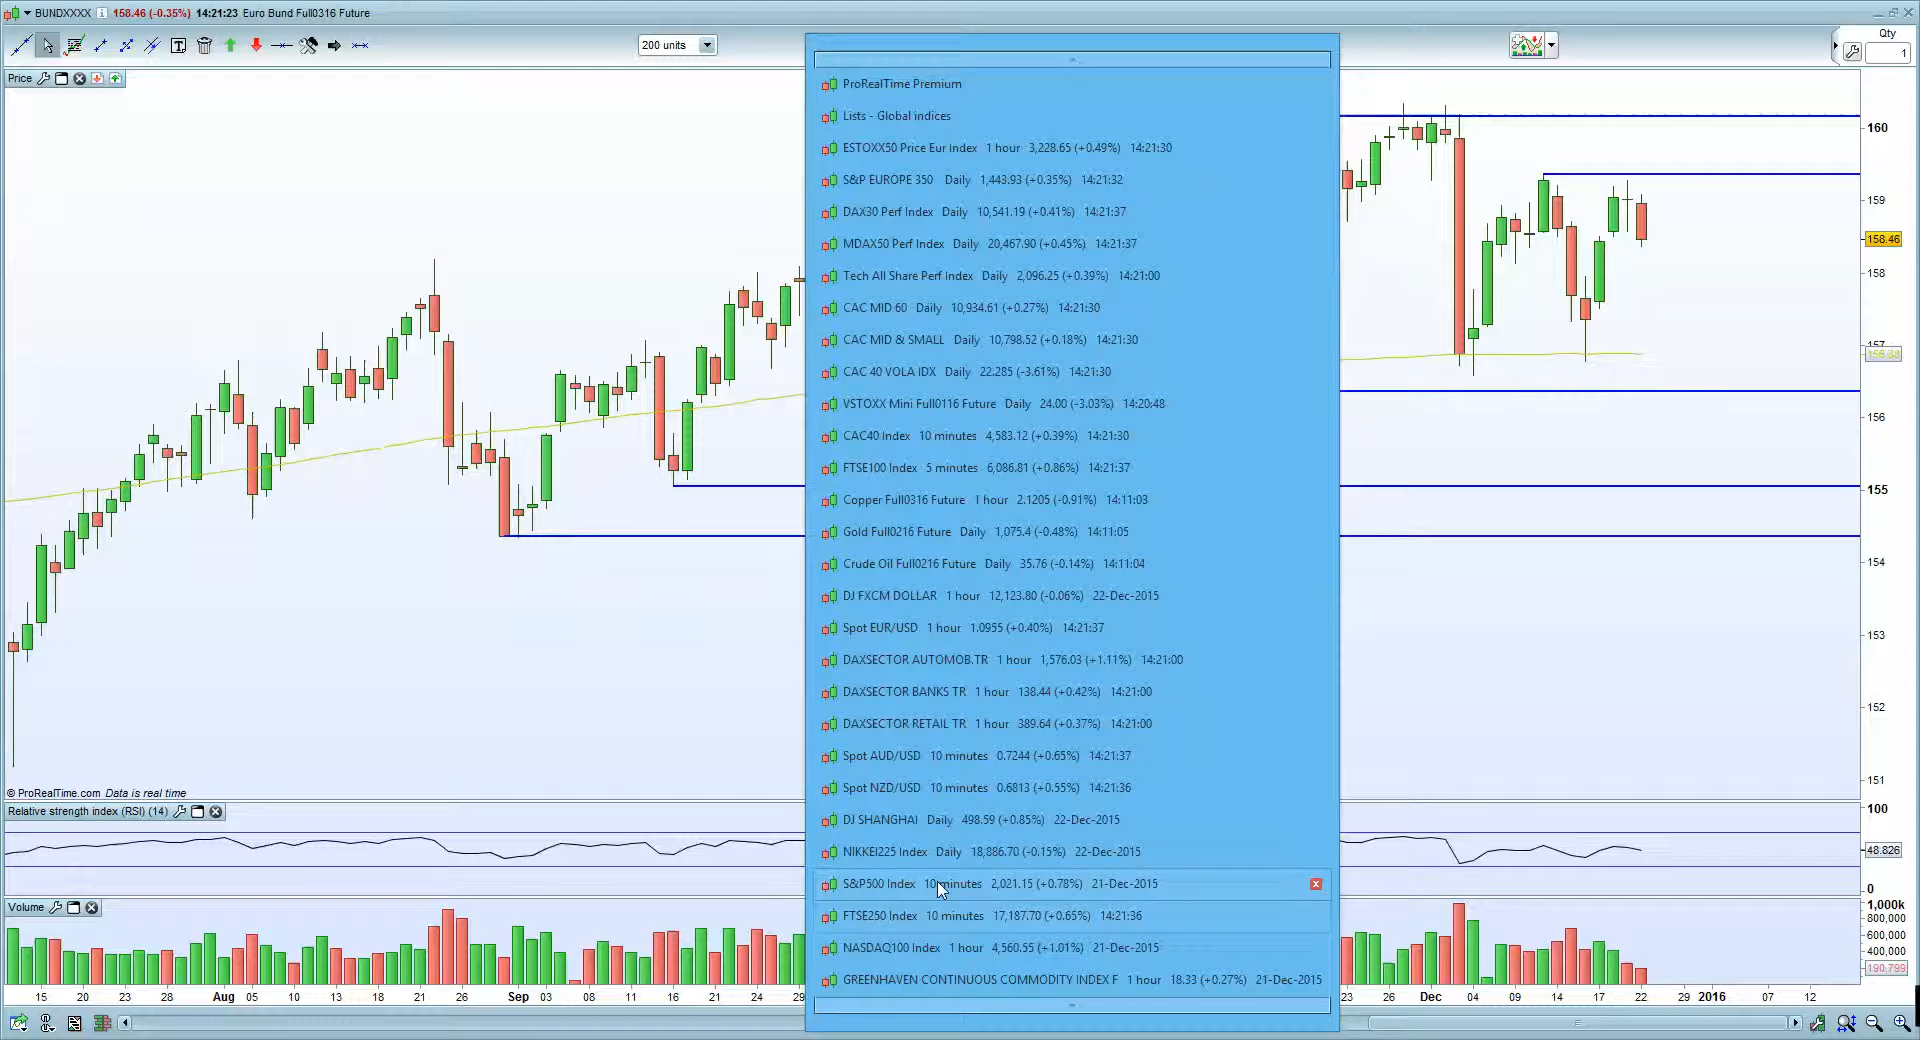 BUNDXXXX 158.46 (-0.35%) 14:21:23 Euro Bund Full0316 Future
200 units
Qty
1
Price
ProRealTime Premium
Lists - Global indices
ESTOXX50 Price Eur Index 1 hour 3,228.65 (+0.49%) 14:21:30
S&P EUROPE 350 Daily 1,443.93 (+0.35%) 14:21:32
DAX30 Perf Index Daily 10,541.19 (+0.41%) 14:21:37
MDAX50 Perf Index Daily 20,467.90 (+0.45%) 14:21:37
Tech All Share Perf Index Daily 2,096.25 (+0.39%) 14:21:00
CAC MID 60 Daily 10,934.61 (+0.27%) 14:21:30
CAC MID & SMALL Daily 10,798.52 (+0.18%) 14:21:30
CAC 40 VOLA IDX Daily 22.285 (-3.61%) 14:21:30
VSTOXX Mini Full0116 Future Daily 24.00 (-3.03%) 14:20:48
CAC40 Index 10 minutes 4,583.12 (+0.39%) 14:21:30
FTSE100 Index 5 minutes 6,086.81 (+0.86%) 14:21:37
Copper Full0316 Future 1 hour 2.1205 (-0.91%) 14:11:03
Gold Full0216 Future Daily 1,075.4 (-0.48%) 14:11:05
Crude Oil Full0216 Future Daily 35.76 (-0.14%) 14:11:04
DJ FXCM DOLLAR 1 hour 12,123.80 (-0.06%) 22-Dec-2015
Spot EUR/USD 1 hour 1.0955 (+0.40%) 14:21:37
DAXSECTOR AUTOMOB.TR 1 hour 1,576.03 (+1.11%) 14:21:00
DAXSECTOR BANKS TR 1 hour 138.44 (+0.42%) 14:21:00
DAXSECTOR RETAIL TR 1 hour 389.64 (+0.37%) 14:21:00
Spot AUD/USD 10 minutes 0.7244 (+0.65%) 14:21:37
Spot NZD/USD 10 minutes 0.6813 (+0.55%) 14:21:36
DJ SHANGHAI Daily 498.59 (+0.85%) 22-Dec-2015
NIKKEI225 Index Daily 18,886.70 (-0.15%) 22-Dec-2015
S&P500 Index 10 minutes 2,021.15 (+0.78%) 21-Dec-2015
FTSE250 Index 10 minutes 17,187.70 (+0.65%) 14:21:36
NASDAQ100 Index 1 hour 4,560.55 (+1.01%) 21-Dec-2015
GREENHAVEN CONTINUOUS COMMODITY INDEX F 1 hour 18.33 (+0.27%) 21-Dec-2015
160
159
158.46
158
157
156.38
156
155
154
153
152
151
© ProRealTime.com Data is real time
Relative strength index (RSI) (14)
100
48.826
0
Volume
1,000k
800,000
600,000
400,000
190,799
15 20 23 28 Aug 05 10 13 18 21 26 Sep 03 08 11 16 21 24 29 23 26 Dec 04 09 14 17 22 29 2016 07 12